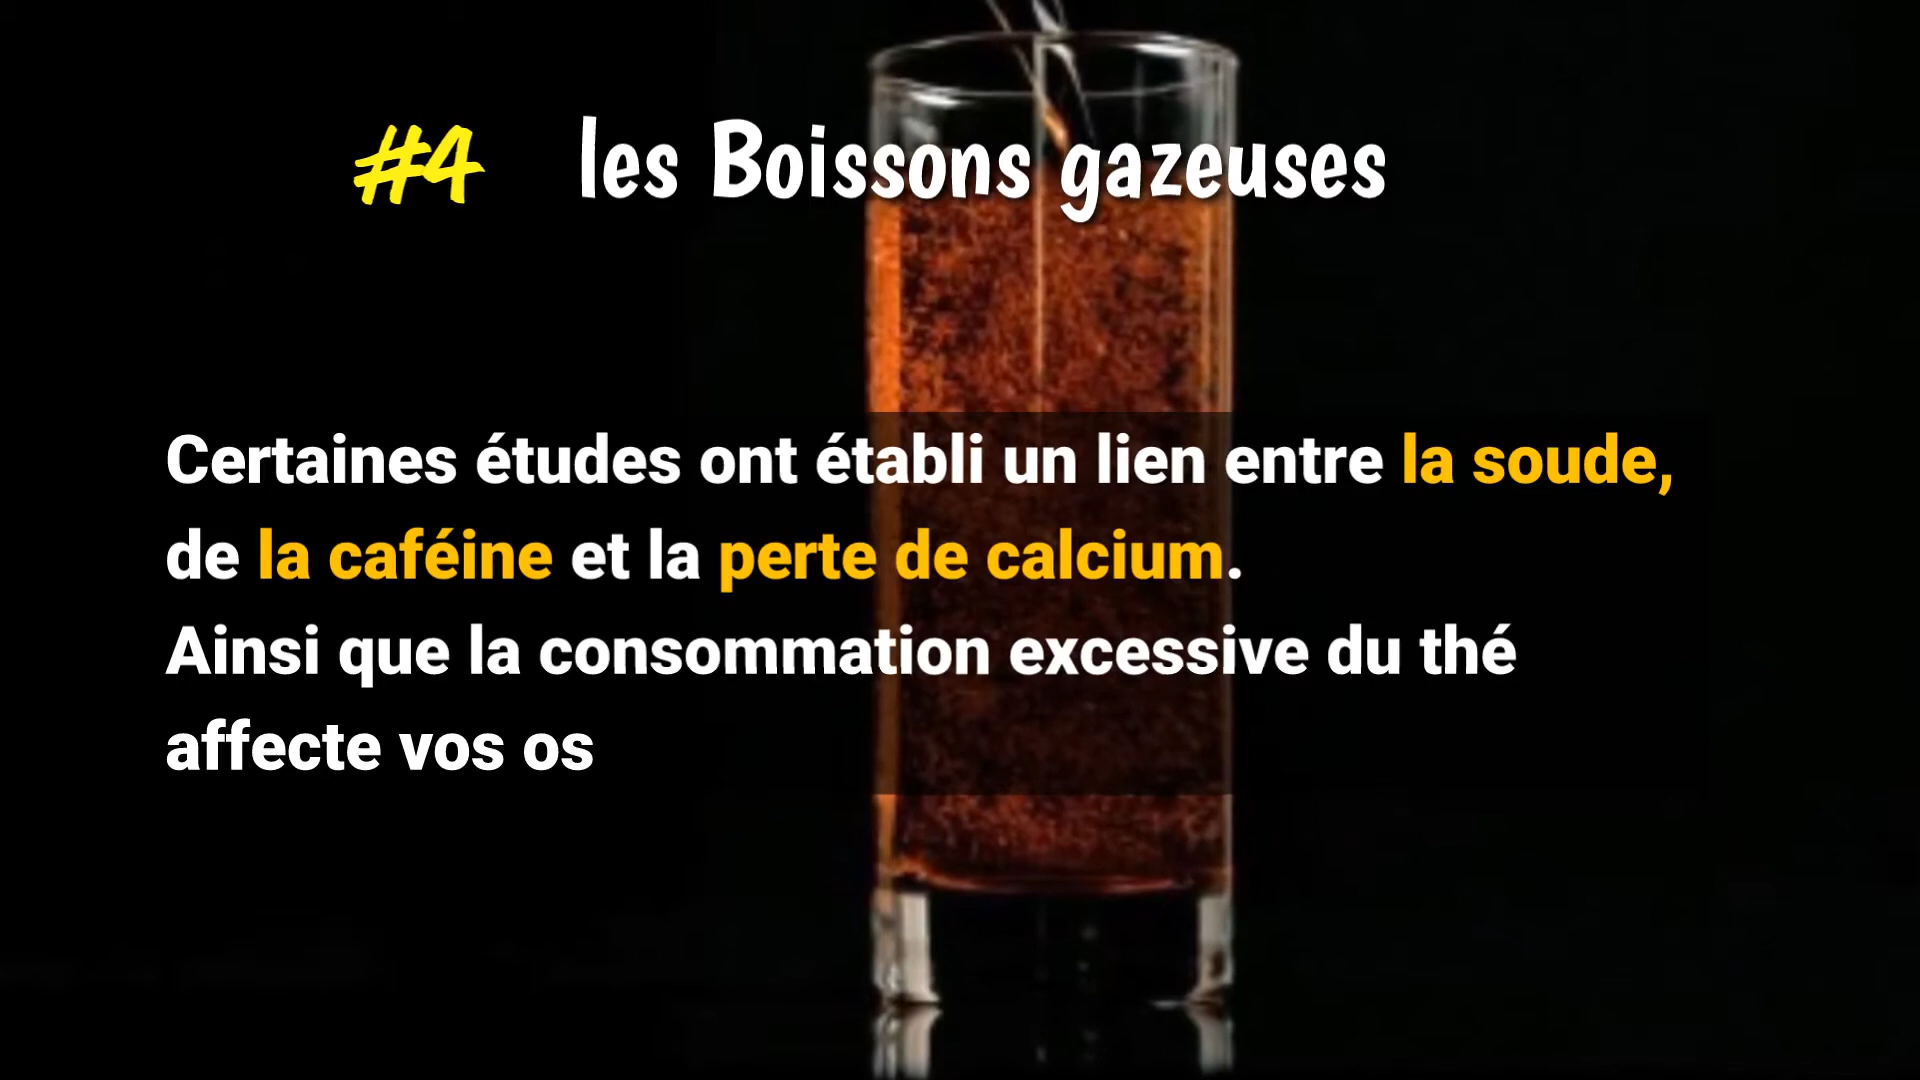 #4 les Boissons gazeuses
Certaines études ont établi un lien entre la soude,
de la caféine et la perte de calcium.
Ainsi que la consommation excessive du thé
affecte vos os